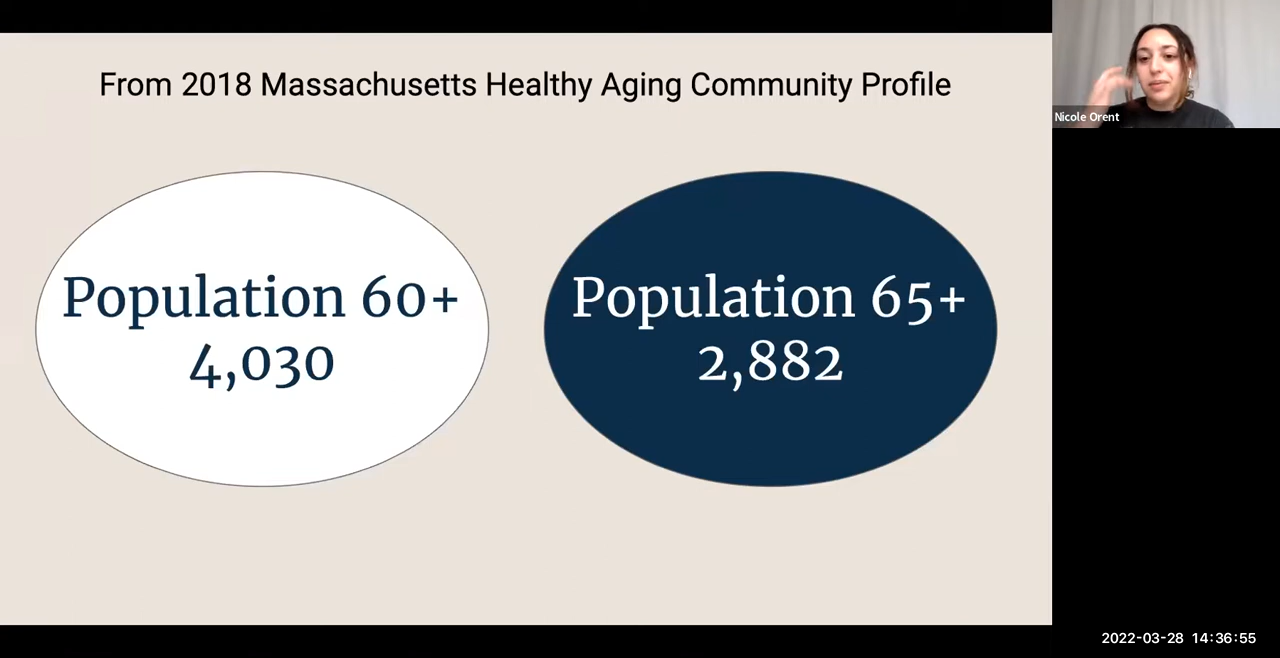 From 2018 Massachusetts Healthy Aging Community Profile
Nicole Orent
Population 60+
4,030
Population 65+
2,882
2022-03-28 14:36:55